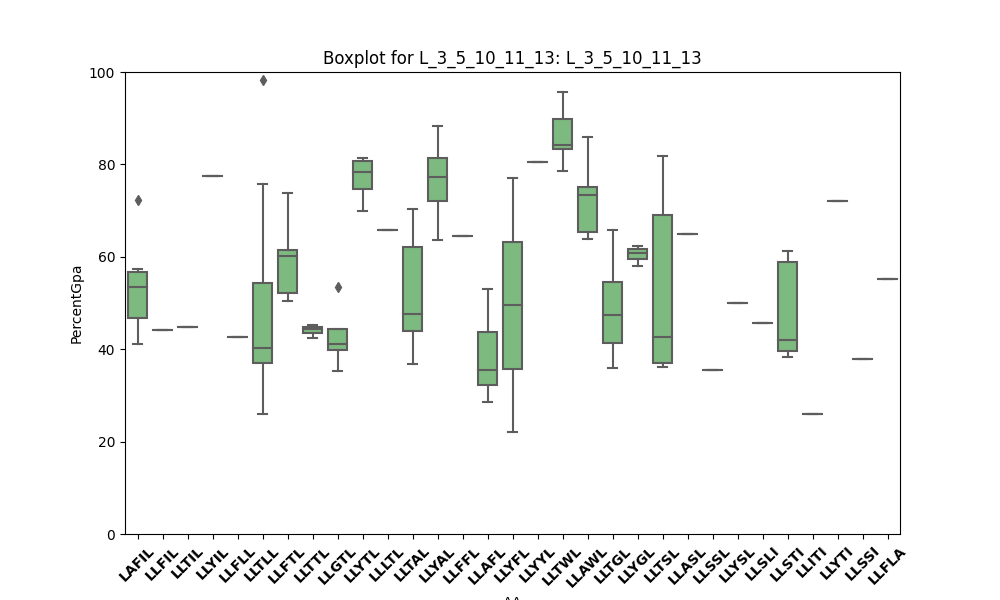 Boxplot for L_3_5_10_11_13: L_3_5_10_11_13
PercentGpa
100
80
60
40
20
0
LAFIL
LLFIL
LLTIL
LLYIL
LLFLL
LLTLL
LLFTL
LLTTL
LLGTL
LLYTL
LLLTL
LLTAL
LLYAL
LLFFL
LLAFL
LLYFL
LLYYL
LLTWL
LLAWL
LLTGL
LLYGL
LLTSL
LLASL
LLSSL
LLYSL
LLSLI
LLSTI
LLITI
LLYTI
LLSSI
LLFLA